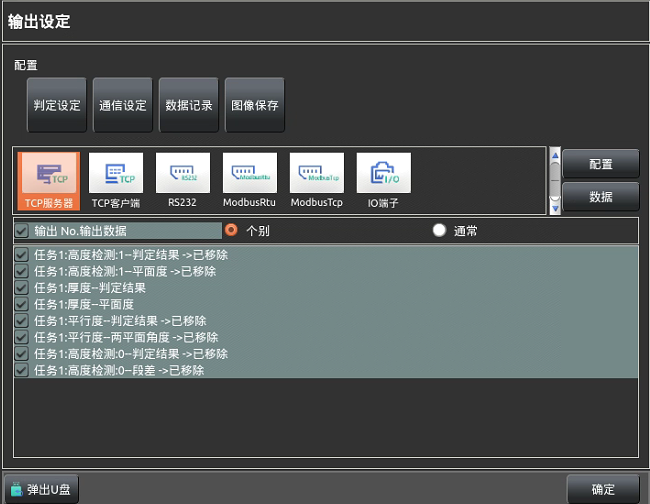 输出设定
配置
判定设定 通信设定 数据记录 图像保存
TCP TCP RS232 ModbusRtu ModbusTcp I/O
TCP服务器 TCP客户端 RS232 ModbusRtu ModbusTcp IO端子
配置
数据
输出 No.输出数据 个别 通常
任务1:高度检测:1--判定结果 ->已移除
任务1:高度检测:1--平面度 ->已移除
任务1:厚度--判定结果
任务1:厚度--平面度
任务1:平行度--判定结果 ->已移除
任务1:平行度--两平面角度 ->已移除
任务1:高度检测:0--判定结果 ->已移除
任务1:高度检测:0--段差 ->已移除
弹出U盘 确定